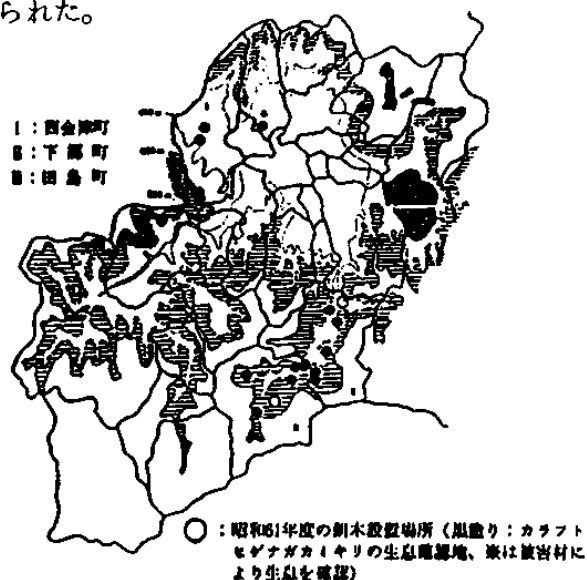 られた。
Ⅰ：西会津町
Ⅱ：下郷町
Ⅲ：田島町
○：昭和61年度の餌木設置場所（黒塗り：カラフト
ヒゲナガカミキリの生息確認地、※は被害材に
より生息を確認）